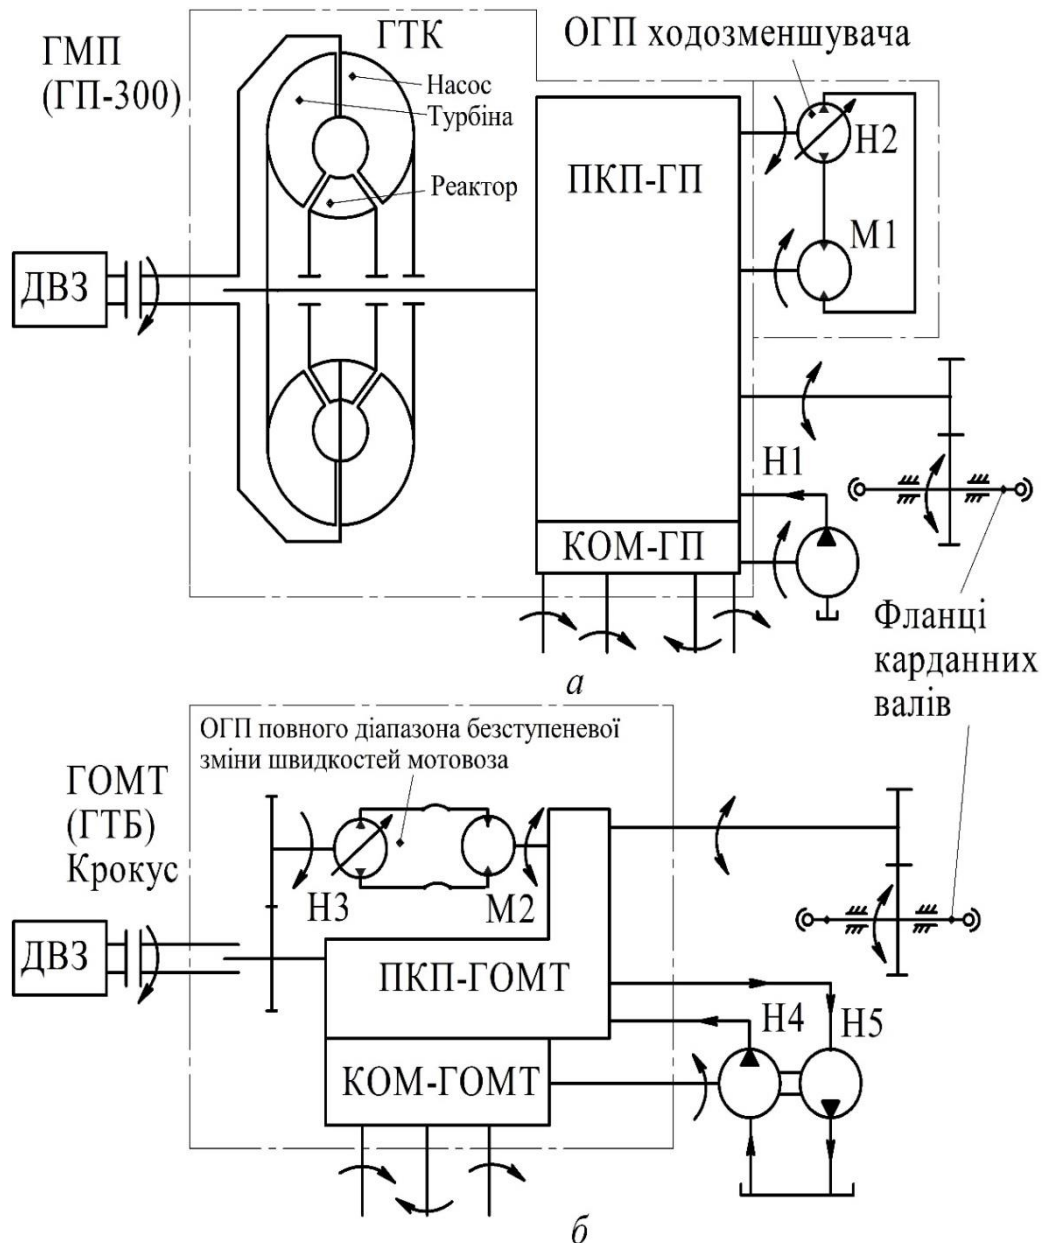 ГМП
(ГП-300)
ГТК
Насос
Турбіна
Реактор
ОГП ходозменшувача
Н2
М1
ПКП-ГП
ДВЗ
Н1
КОМ-ГП
а
Фланці
карданних
валів
ОГП повного діапазона безступеневої
зміни швидкостей мотовоза
ГОМТ
(ГТБ)
Крокус
Н3
М2
ДВЗ
ПКП-ГОМТ
Н4
Н5
КОМ-ГОМТ
б